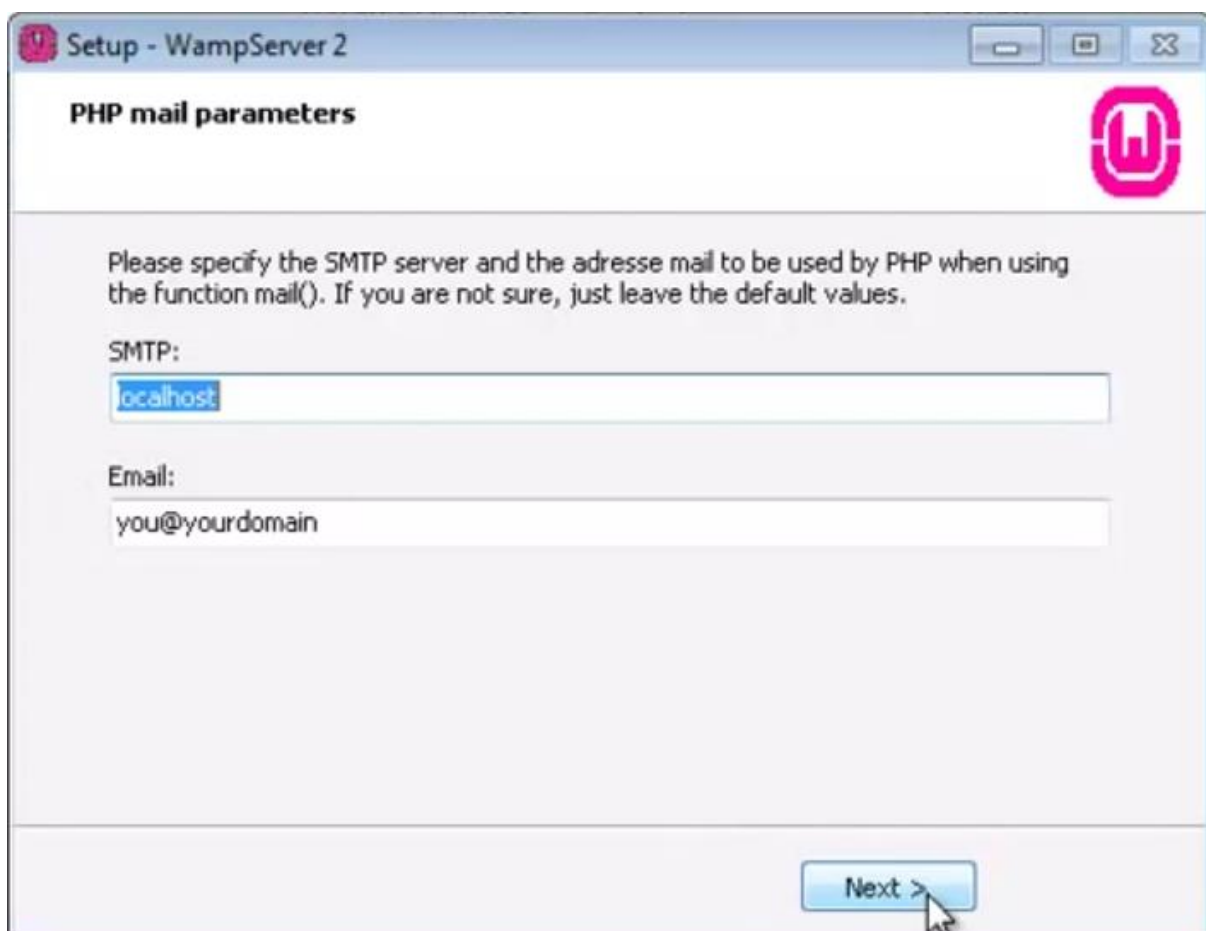 Setup - WampServer 2
PHP mail parameters
W
Please specify the SMTP server and the adresse mail to be used by PHP when using
the function mail(). If you are not sure, just leave the default values.
SMTP:
localhost
Email:
you@yourdomain
Next >